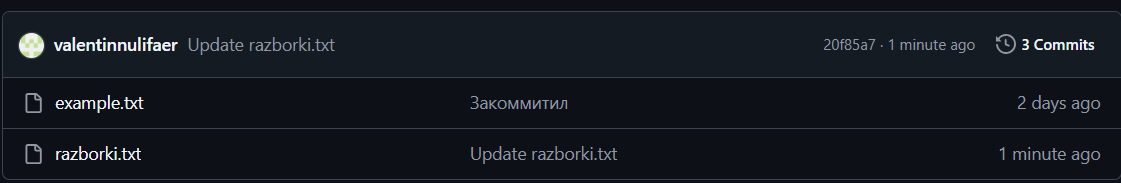 valentinnulifaer Update razborki.txt 20f85a7 · 1 minute ago 3 Commits
example.txt Закоммитил 2 days ago
razborki.txt Update razborki.txt 1 minute ago